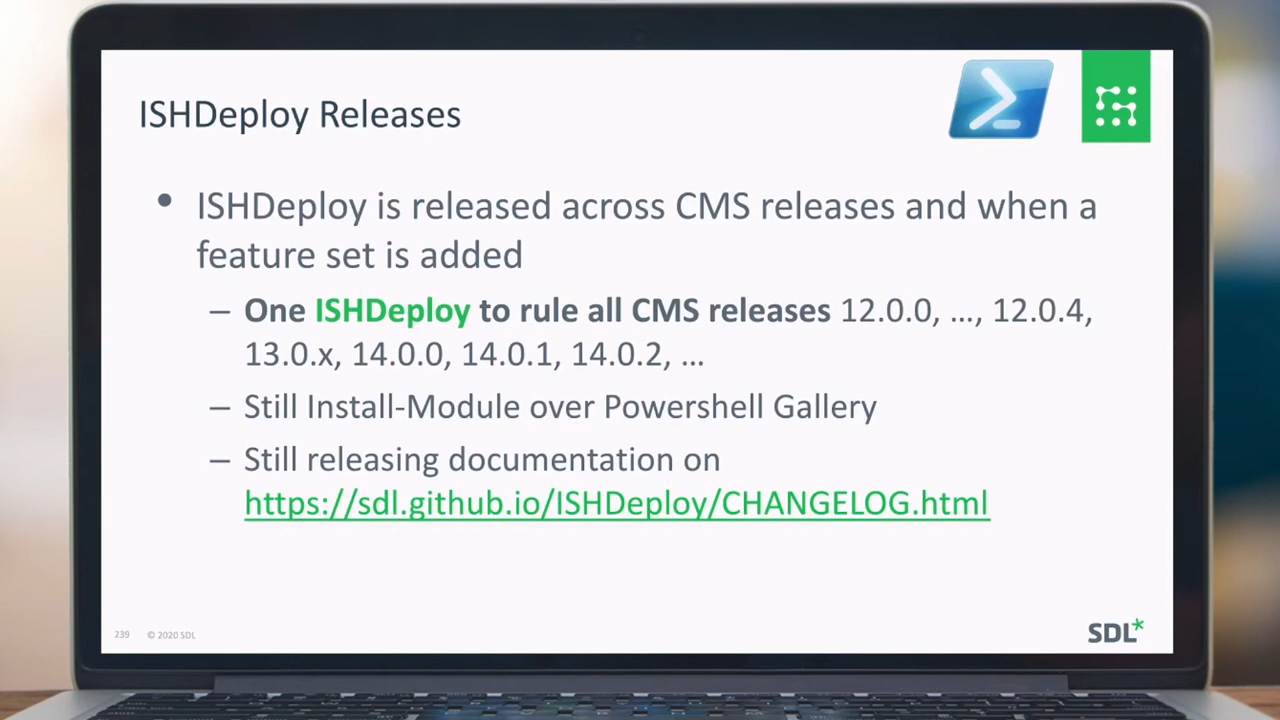 ISHDeploy Releases
• ISHDeploy is released across CMS releases and when a
feature set is added
– One ISHDeploy to rule all CMS releases 12.0.0, …, 12.0.4,
13.0.x, 14.0.0, 14.0.1, 14.0.2, …
– Still Install-Module over Powershell Gallery
– Still releasing documentation on
https://sdl.github.io/ISHDeploy/CHANGELOG.html
239 © 2020 SDL
SDL*